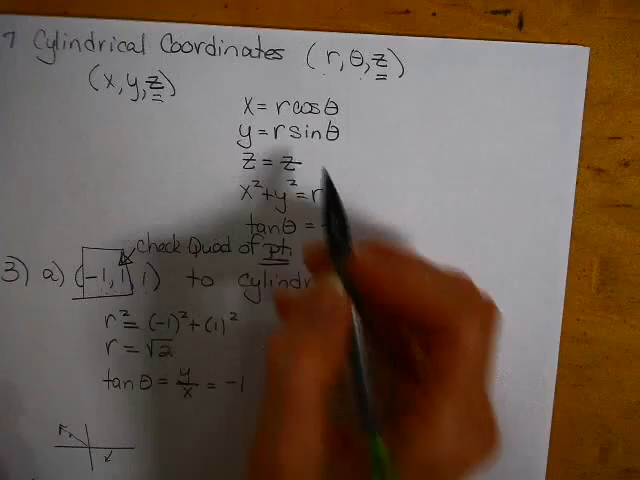 7 Cylindrical Coordinates (r, θ, z)
(x, y, z)
x = r cos θ
y = r sin θ
z = z
x² + y² = r
tan θ =
check Quad of pt.
3) a) (-1, 1, 1) to cylindr
r² = (-1)² + (1)²
r = √2
tan θ = y/x = -1